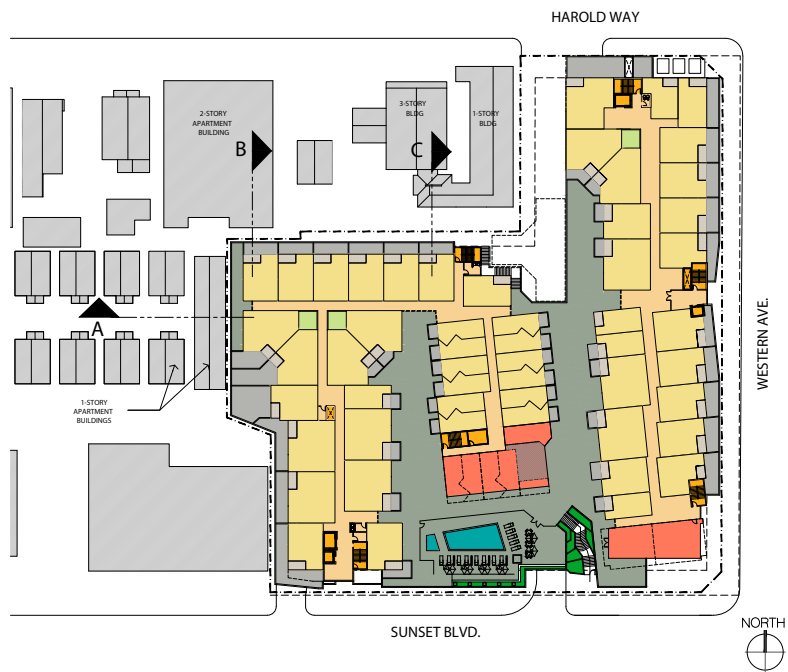 HAROLD WAY
2-STORY
APARTMENT
BUILDING
3-STORY
BLDG
1-STORY
BLDG
B
C
A
WESTERN AVE.
1-STORY
APARTMENT
BUILDINGS
SUNSET BLVD.
NORTH